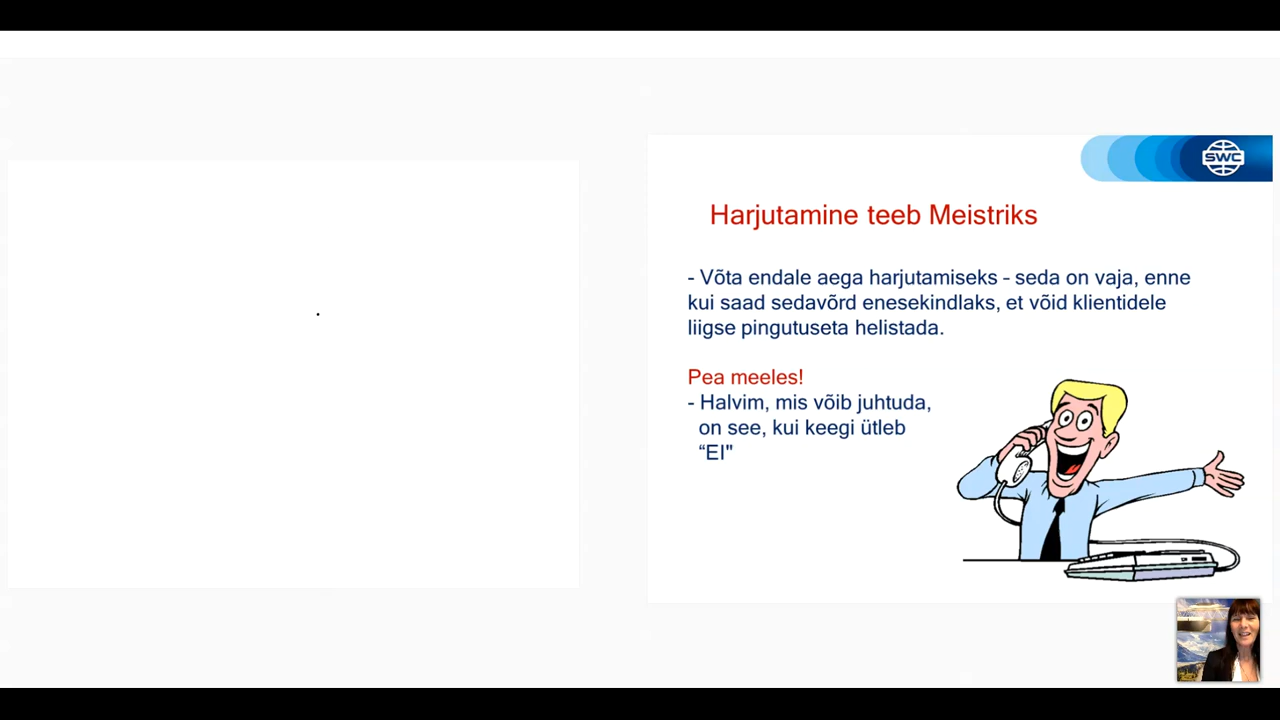 SWC
Harjutamine teeb Meistriks
- Võta endale aega harjutamiseks - seda on vaja, enne
kui saad sedavõrd enesekindlaks, et võid klientidele
liigse pingutuseta helistada.
Pea meeles!
- Halvim, mis võib juhtuda,
on see, kui keegi ütleb
“EI"